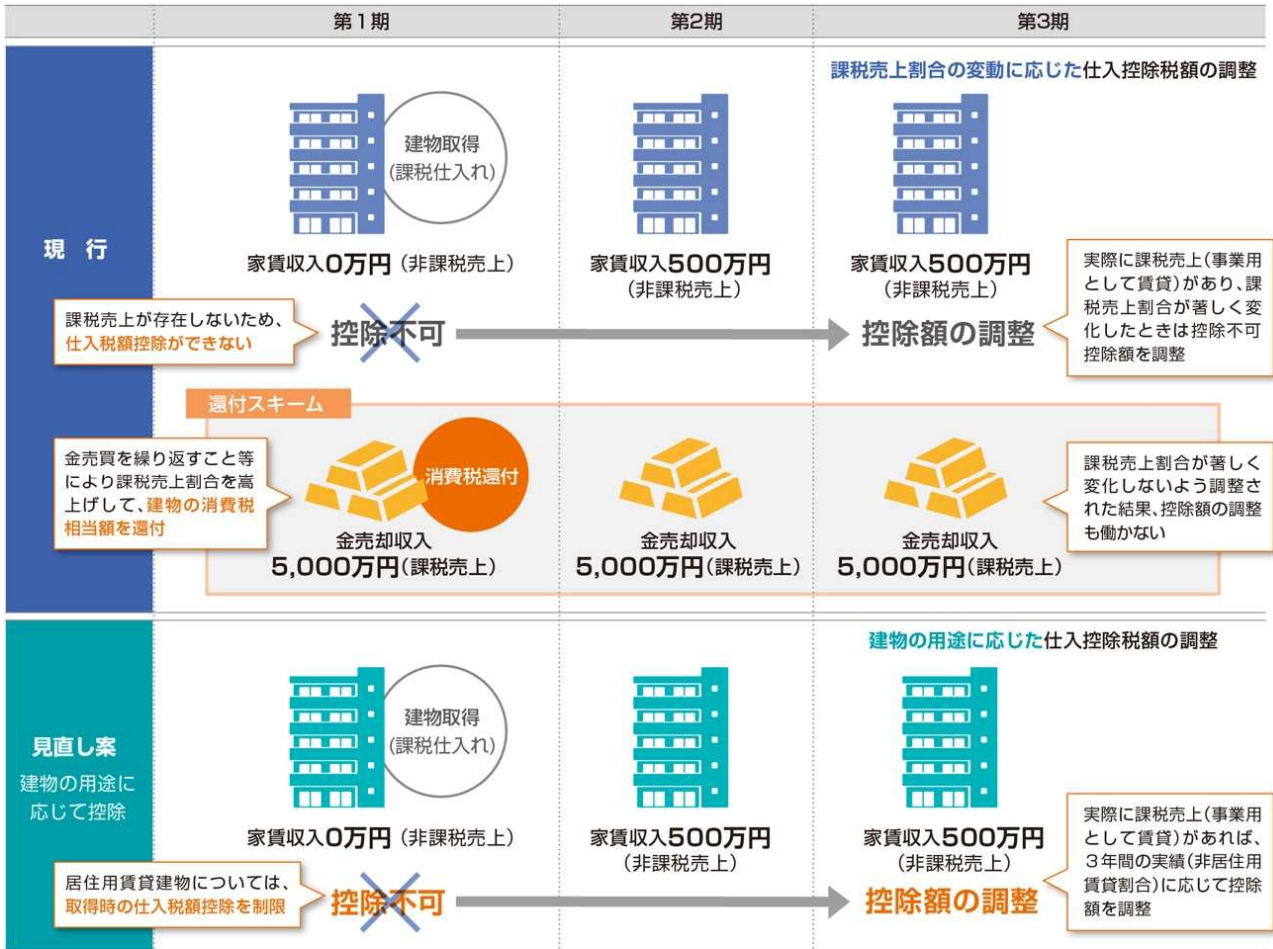 第1期
第2期
第3期
現 行
課税売上割合の変動に応じた仕入控除税額の調整
建物取得
(課税仕入れ)
家賃収入0万円(非課税売上)
家賃収入500万円
(非課税売上)
家賃収入500万円
(非課税売上)
課税売上が存在しないため、
仕入税額控除ができない
控除不可
控除額の調整
実際に課税売上(事業用
として賃貸)があり、課
税売上割合が著しく変
化したときは控除不可
控除額を調整
還付スキーム
金売買を繰り返すこと等
により課税売上割合を嵩
上げして、建物の消費税
相当額を還付
消費税還付
金売却収入
5,000万円(課税売上)
金売却収入
5,000万円(課税売上)
金売却収入
5,000万円(課税売上)
課税売上割合が著しく
変化しないよう調整さ
れた結果、控除額の調整
も働かない
見直し案
建物の用途に
応じて控除
建物の用途に応じた仕入控除税額の調整
建物取得
(課税仕入れ)
家賃収入0万円(非課税売上)
家賃収入500万円
(非課税売上)
家賃収入500万円
(非課税売上)
居住用賃貸建物については、
取得時の仕入税額控除を制限
控除不可
控除額の調整
実際に課税売上(事業用
として賃貸)があれば、
3年間の実績(非居住用
賃貸割合)に応じて控除
額を調整